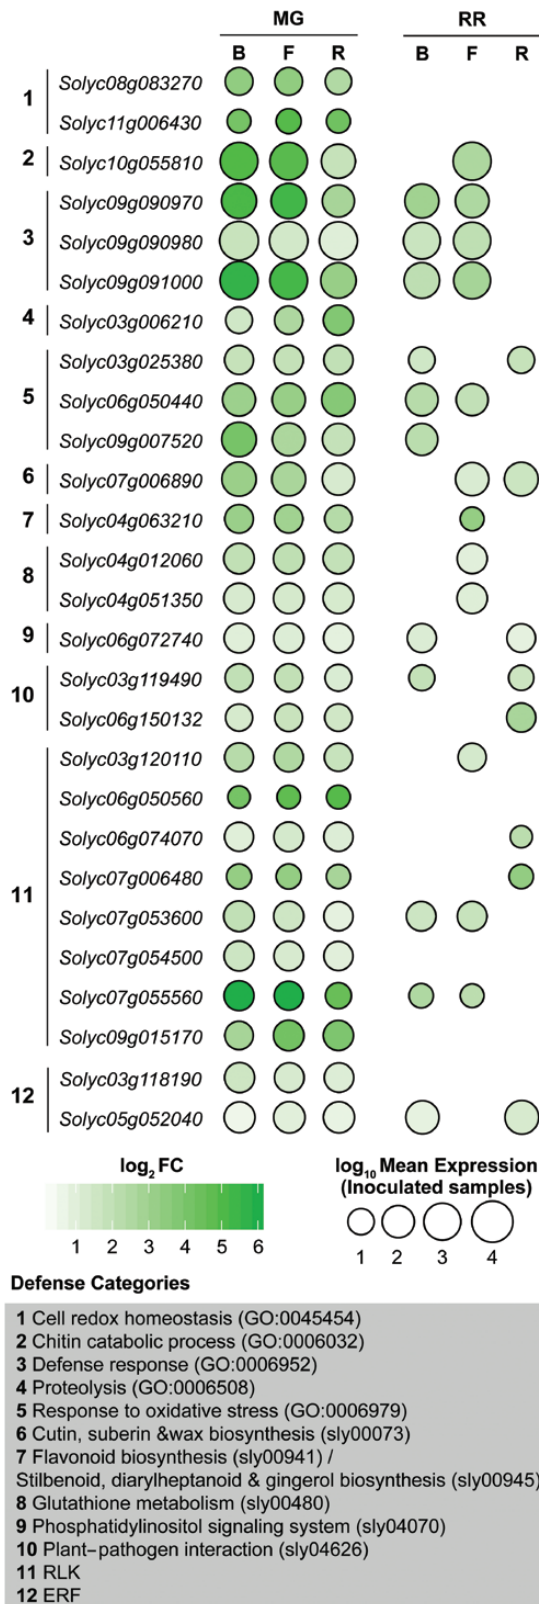 MG RR
B F R B F R
1
Solyc08g083270
Solyc11g006430
2 Solyc10g055810
Solyc09g090970
3 Solyc09g090980
Solyc09g091000
4 Solyc03g006210
Solyc03g025380
5 Solyc06g050440
Solyc09g007520
6 Solyc07g006890
7 Solyc04g063210
8
Solyc04g012060
Solyc04g051350
9 Solyc06g072740
10
Solyc03g119490
Solyc06g150132
Solyc03g120110
Solyc06g050560
Solyc06g074070
11
Solyc07g006480
Solyc07g053600
Solyc07g054500
Solyc07g055560
Solyc09g015170
12
Solyc03g118190
Solyc05g052040
log2 FC
1 2 3 4 5 6
log10 Mean Expression
(Inoculated samples)
1 2 3 4
Defense Categories
1 Cell redox homeostasis (GO:0045454)
2 Chitin catabolic process (GO:0006032)
3 Defense response (GO:0006952)
4 Proteolysis (GO:0006508)
5 Response to oxidative stress (GO:0006979)
6 Cutin, suberin &wax biosynthesis (sly00073)
7 Flavonoid biosynthesis (sly00941) /
Stilbenoid, diarylheptanoid & gingerol biosynthesis (sly00945)
8 Glutathione metabolism (sly00480)
9 Phosphatidylinositol signaling system (sly04070)
10 Plant–pathogen interaction (sly04626)
11 RLK
12 ERF